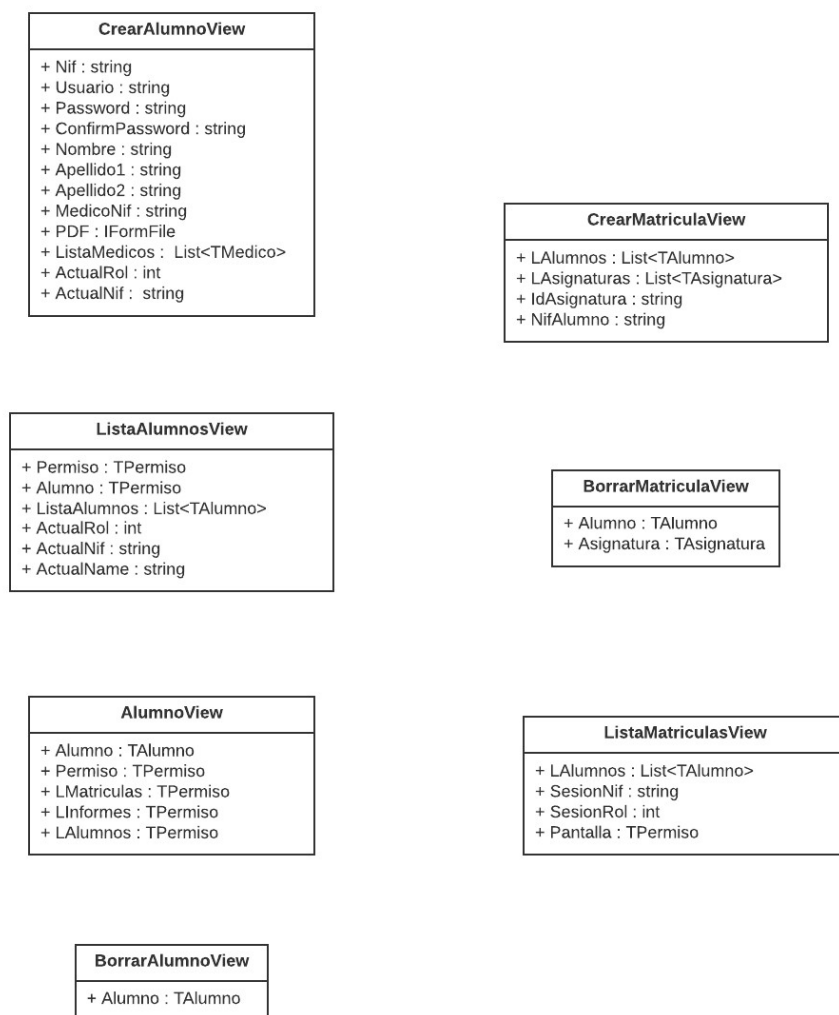 CrearAlumnoView
+ Nif : string
+ Usuario : string
+ Password : string
+ ConfirmPassword : string
+ Nombre : string
+ Apellido1 : string
+ Apellido2 : string
+ MedicoNif : string
+ PDF : IFormFile
+ ListaMedicos : List<TMedico>
+ ActualRol : int
+ ActualNif : string
CrearMatriculaView
+ LAlumnos : List<TAlumno>
+ LAsignaturas : List<TAsignatura>
+ IdAsignatura : string
+ NifAlumno : string
ListaAlumnosView
+ Permiso : TPermiso
+ Alumno : TPermiso
+ ListaAlumnos : List<TAlumno>
+ ActualRol : int
+ ActualNif : string
+ ActualName : string
BorrarMatriculaView
+ Alumno : TAlumno
+ Asignatura : TAsignatura
AlumnoView
+ Alumno : TAlumno
+ Permiso : TPermiso
+ LMatriculas : TPermiso
+ LInformes : TPermiso
+ LAlumnos : TPermiso
ListaMatriculasView
+ LAlumnos : List<TAlumno>
+ SesionNif : string
+ SesionRol : int
+ Pantalla : TPermiso
BorrarAlumnoView
+ Alumno : TAlumno